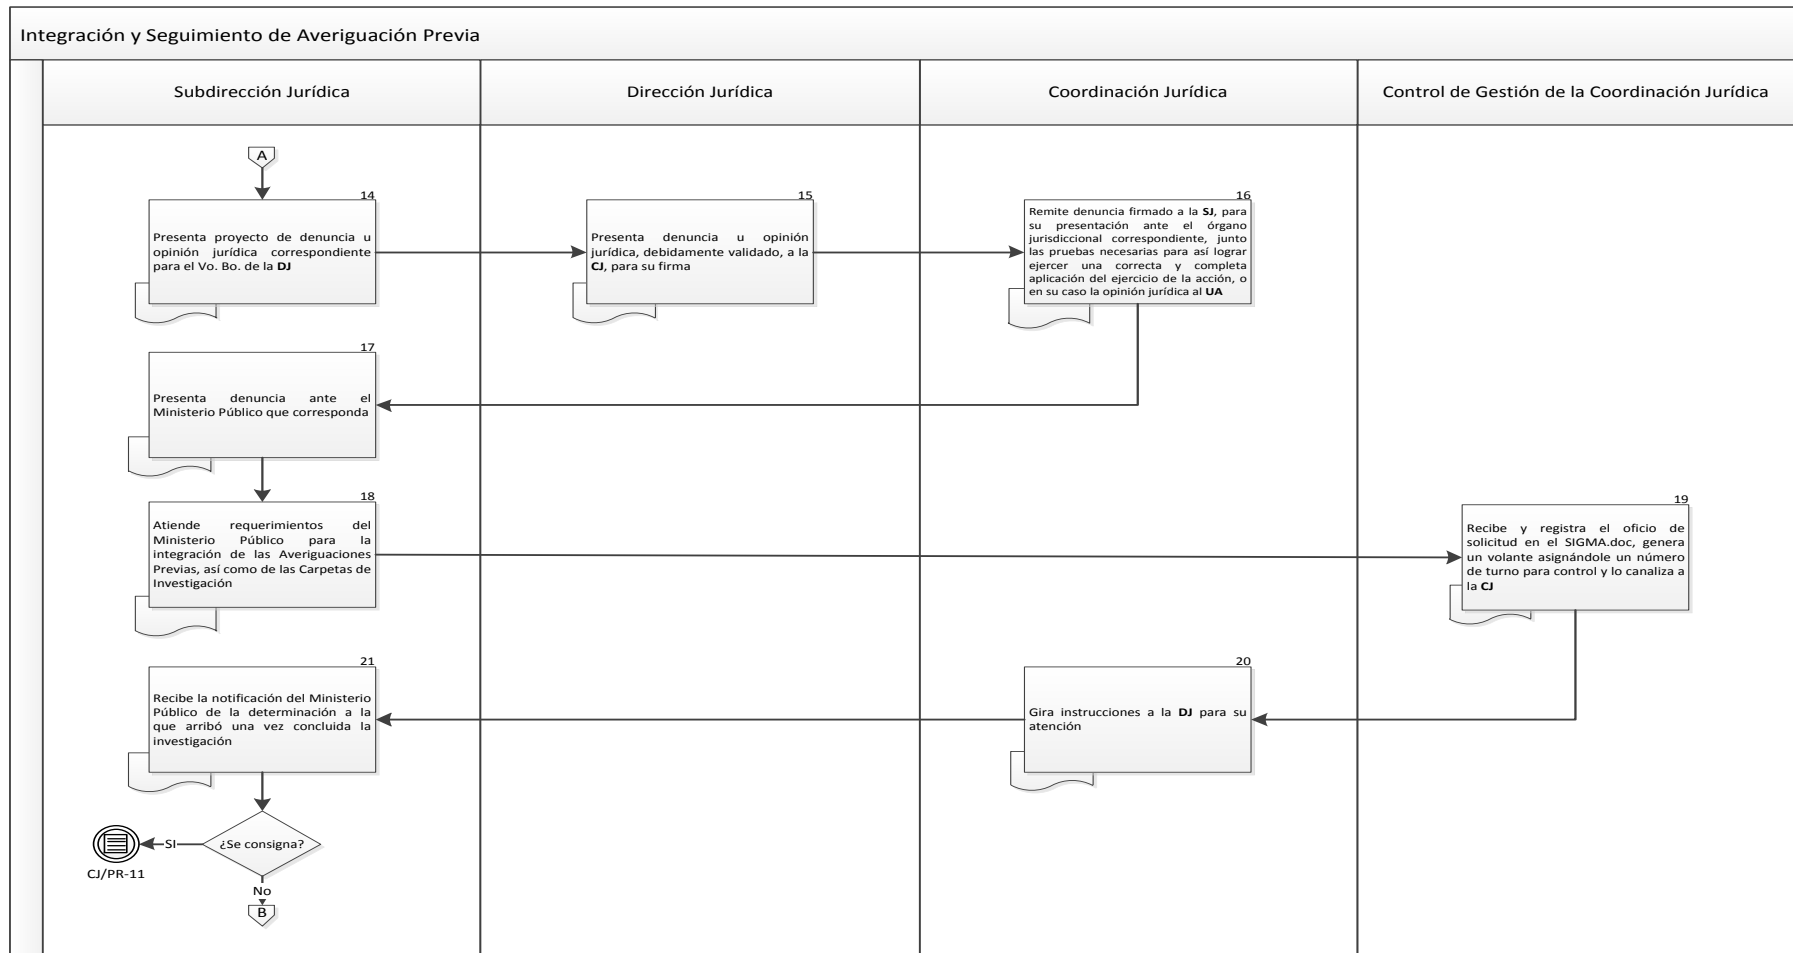 Integración y Seguimiento de Averiguación Previa
Subdirección Jurídica
Dirección Jurídica
Coordinación Jurídica
Control de Gestión de la Coordinación Jurídica
A
14
Presenta proyecto de denuncia u
opinión jurídica correspondiente
para el Vo. Bo. de la DJ
15
Presenta denuncia u opinión
jurídica, debidamente validado, a la
CJ, para su firma
16
Remite denuncia firmado a la SJ, para
su presentación ante el órgano
jurisdiccional correspondiente, junto
las pruebas necesarias para así lograr
ejercer una correcta y completa
aplicación del ejercicio de la acción, o
en su caso la opinión jurídica al UA
17
Presenta denuncia ante el
Ministerio Público que corresponda
18
Atiende requerimientos del
Ministerio Público para la
integración de las Averiguaciones
Previas, así como de las Carpetas de
Investigación
19
Recibe y registra el oficio de
solicitud en el SIGMA.doc, genera
un volante asignándole un número
de turno para control y lo canaliza a
la CJ
21
Recibe la notificación del Ministerio
Público de la determinación a la
que arribó una vez concluida la
investigación
20
Gira instrucciones a la DJ para su
atención
¿Se consigna?
SI
CJ/PR-11
No
B